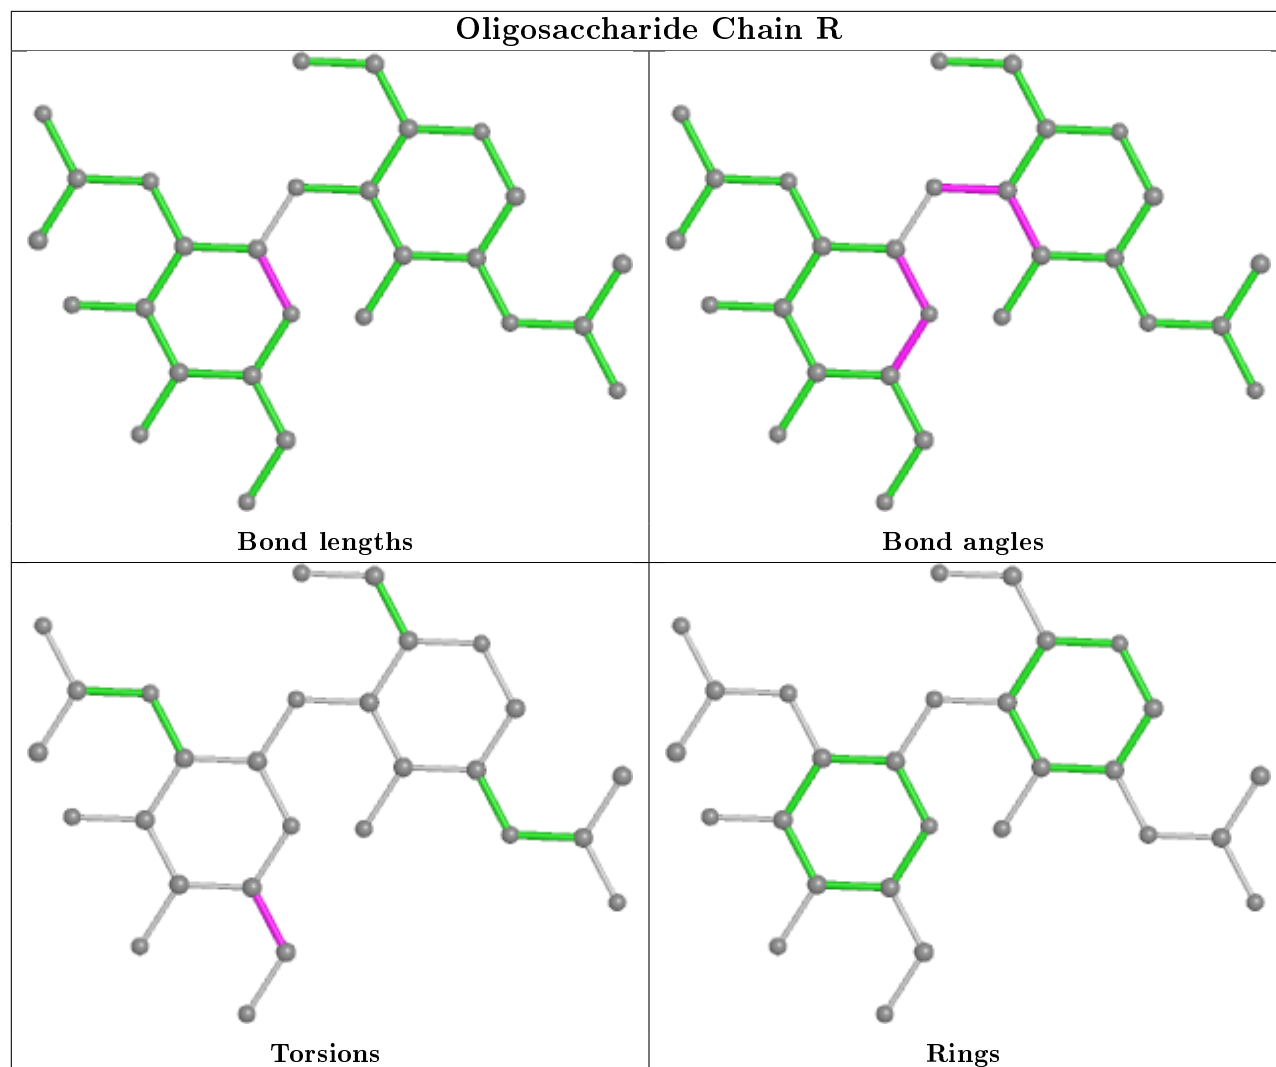 Oligosaccharide Chain R
Bond lengths
Bond angles
Torsions
Rings